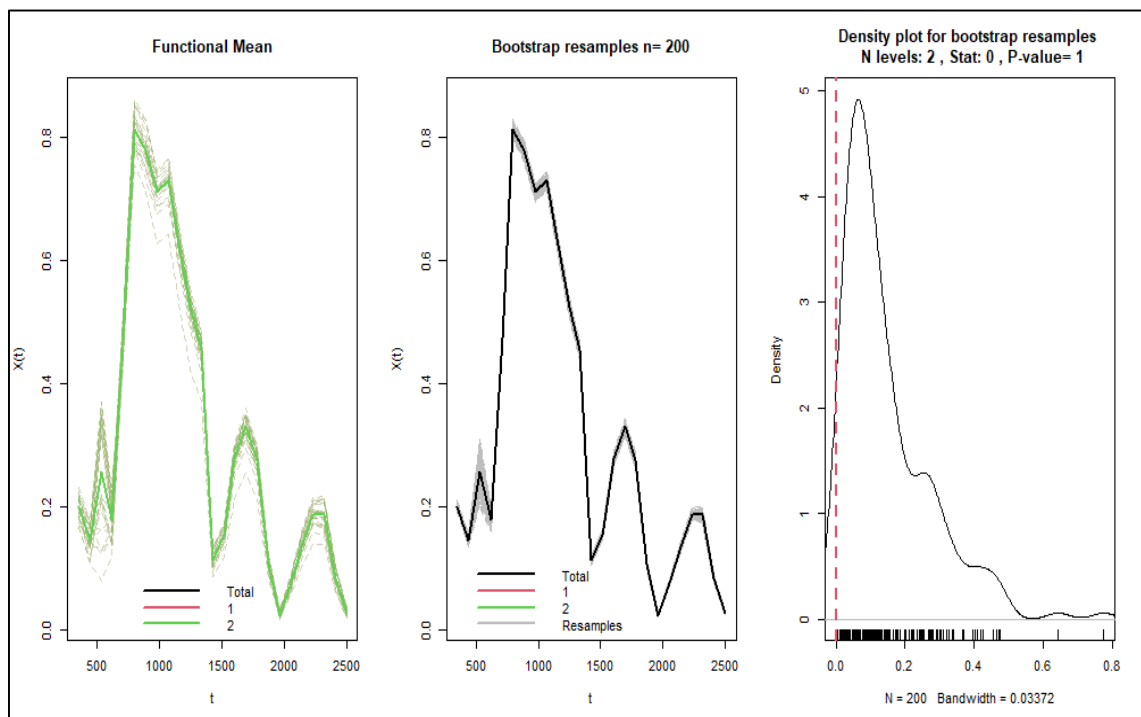 Functional Mean
X(t)
0.0
0.2
0.4
0.6
0.8
Total
1
2
500 1000 1500 2000 2500
t
Bootstrap resamples n= 200
X(t)
0.0
0.2
0.4
0.6
0.8
Total
1
2
Resamples
500 1000 1500 2000 2500
t
Density plot for bootstrap resamples
N levels: 2 , Stat: 0 , P-value= 1
Density
0
1
2
3
4
5
0.0 0.2 0.4 0.6 0.8
N = 200 Bandwidth = 0.03372